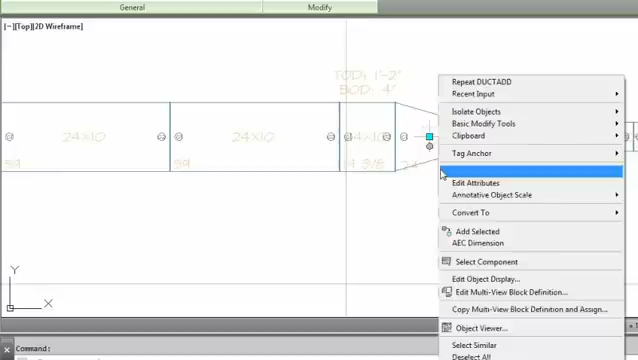 General
Modify
[−][Top][2D Wireframe]
TOD: 1'-2"
BOD: 4"
24X10
24X10
59
59
24
Y
X
Repeat DUCTADD
Recent Input
Isolate Objects
Basic Modify Tools
Clipboard
Tag Anchor
Edit Attributes
Annotative Object Scale
Convert To
Add Selected
AEC Dimension
Select Component
Edit Object Display...
Edit Multi-View Block Definition...
Copy Multi-View Block Definition and Assign...
Object Viewer...
Select Similar
Deselect All
Command: